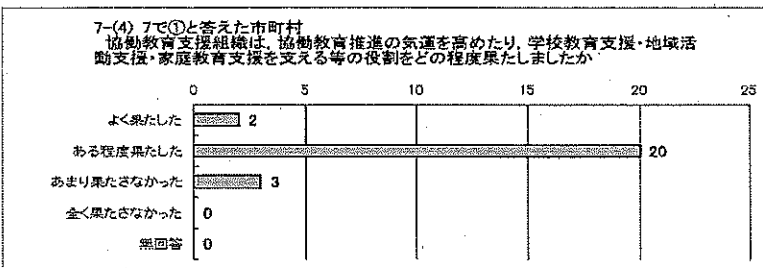 7-(4) 7で①と答えた市町村
協働教育支援組織は、協働教育推進の気運を高めたり、学校教育支援・地域活
動支援・家庭教育支援を支える等の役割をどの程度果たしましたか
0 5 10 15 20 25
よく果たした 2
ある程度果たした 20
あまり果たさなかった 3
全く果たさなかった 0
無回答 0